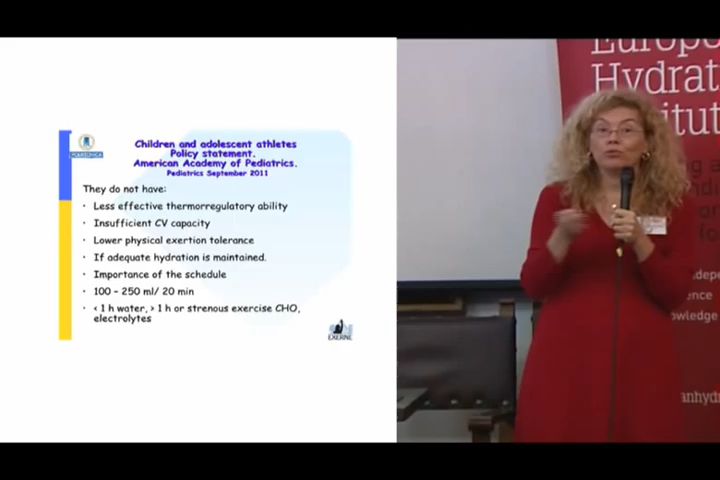 Children and adolescent athletes
Policy statement.
American Academy of Pediatrics.
Pediatrics September 2011
They do not have:
• Less effective thermorregulatory ability
• Insufficient CV capacity
• Lower physical exertion tolerance
• If adequate hydration is maintained.
• Importance of the schedule
• 100 – 250 ml/ 20 min
• < 1 h water, > 1 h or strenous exercise CHO,
electrolytes
EXERNE
Europe
Hydrat
itut